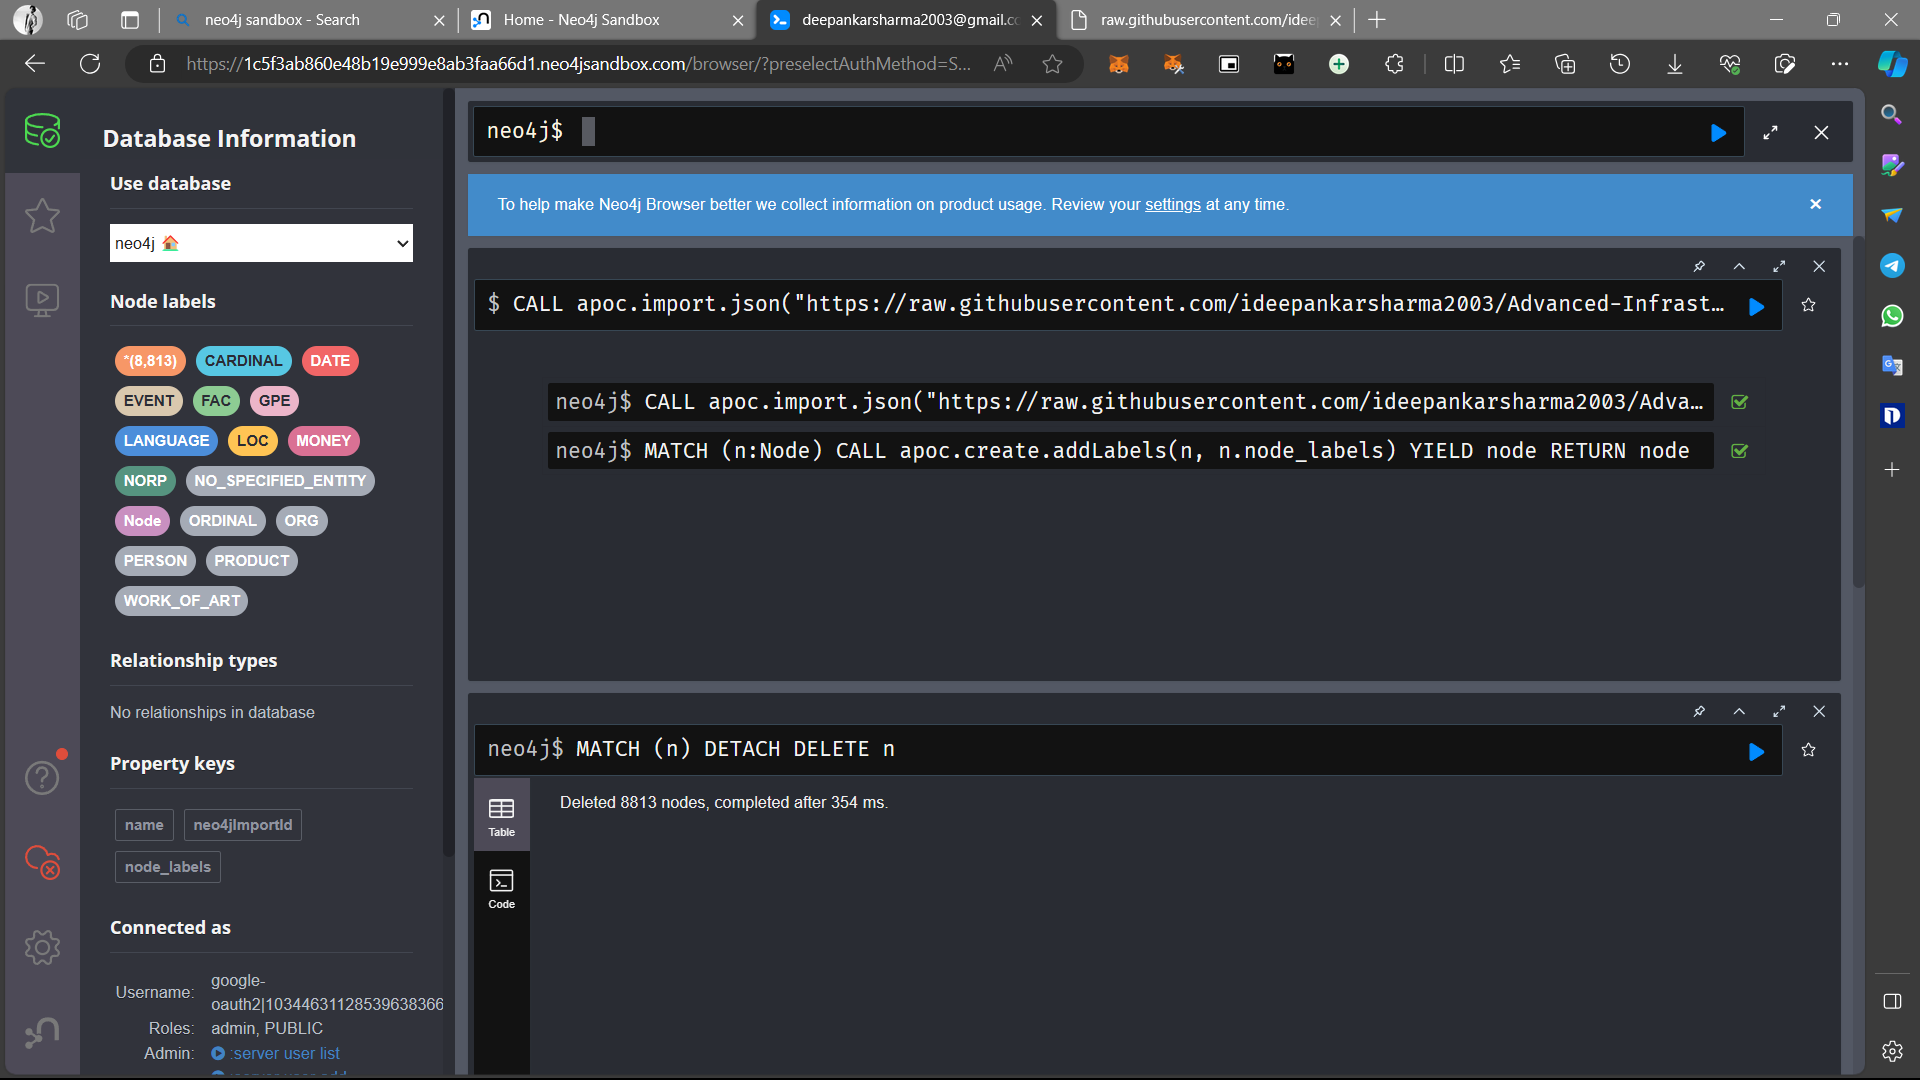 neo4j sandbox - Search
Home - Neo4j Sandbox
deepankarsharma2003@gmail.co
raw.githubusercontent.com/idee
https://1c5f3ab860e48b19e999e8ab3faa66d1.neo4jsandbox.com/browser/?preselectAuthMethod=S...
Database Information
Use database
neo4j
Node labels
*(8,813) CARDINAL DATE
EVENT FAC GPE
LANGUAGE LOC MONEY
NORP NO_SPECIFIED_ENTITY
Node ORDINAL ORG
PERSON PRODUCT
WORK_OF_ART
Relationship types
No relationships in database
Property keys
name neo4jImportId
node_labels
Connected as
Username: google-
oauth2|10344631128539638366
Roles: admin, PUBLIC
Admin: :server user list
neo4j$
To help make Neo4j Browser better we collect information on product usage. Review your settings at any time.
$ CALL apoc.import.json("https://raw.githubusercontent.com/ideepankarsharma2003/Advanced-Infrast...
neo4j$ CALL apoc.import.json("https://raw.githubusercontent.com/ideepankarsharma2003/Adva...
neo4j$ MATCH (n:Node) CALL apoc.create.addLabels(n, n.node_labels) YIELD node RETURN node
neo4j$ MATCH (n) DETACH DELETE n
Table
Deleted 8813 nodes, completed after 354 ms.
Code